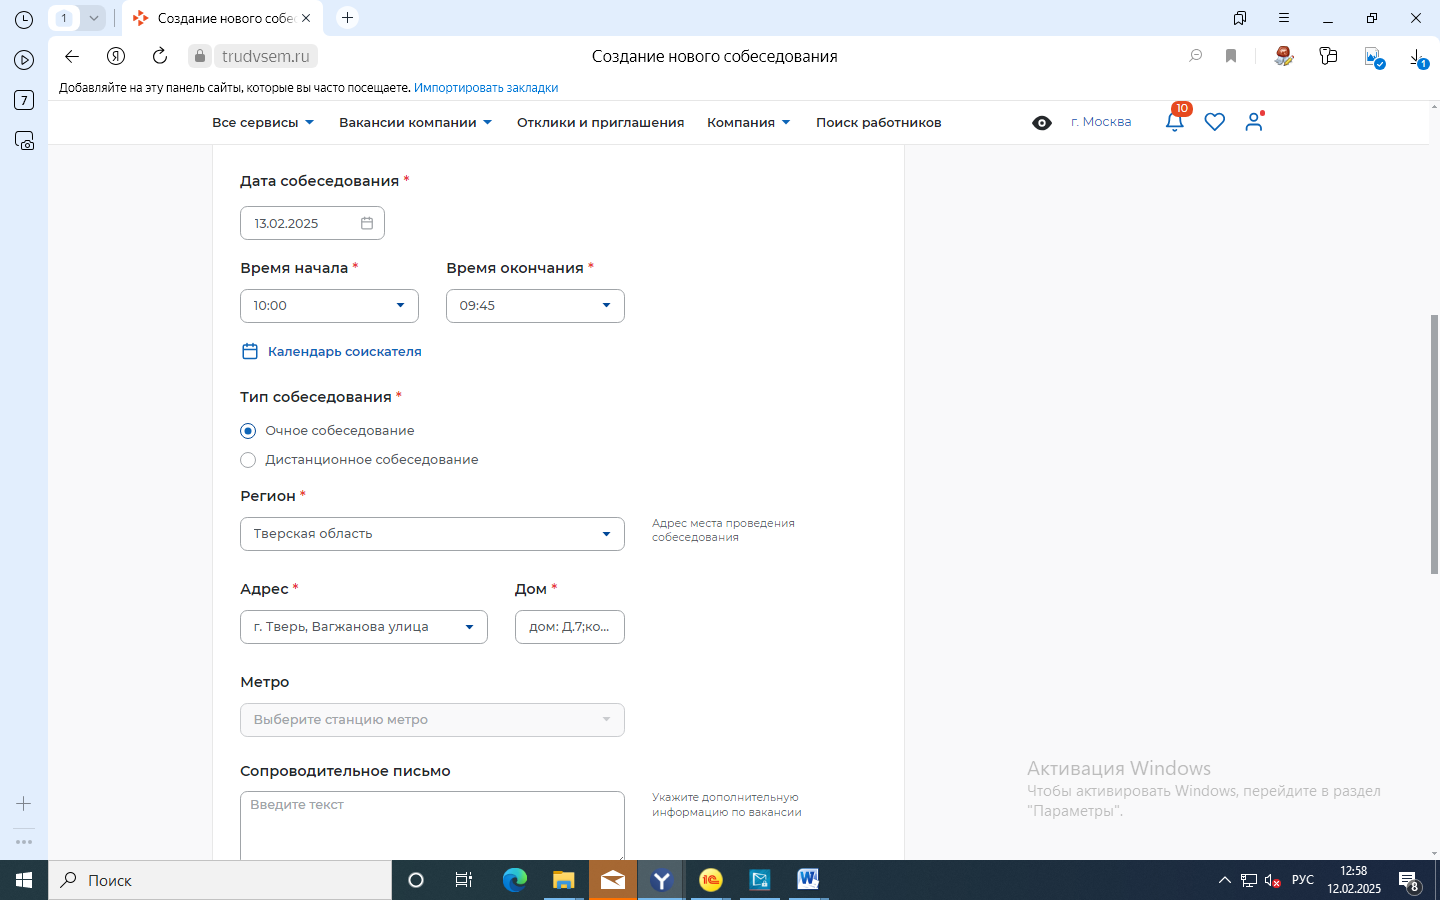 1
Создание нового собес
trudvsem.ru
Создание нового собеседования
1
7
Добавляйте на эту панель сайты, которые вы часто посещаете. Импортировать закладки
Все сервисы
Вакансии компании
Отклики и приглашения
Компания
Поиск работников
г. Москва
10
Дата собеседования *
13.02.2025
Время начала * Время окончания *
10:00 09:45
Календарь соискателя
Тип собеседования *
Очное собеседование
Дистанционное собеседование
Регион *
Тверская область
Адрес места проведения
собеседования
Адрес * Дом *
г. Тверь, Вагжанова улица дом: Д.7;ко...
Метро
Выберите станцию метро
Сопроводительное письмо
Введите текст
Укажите дополнительную
информацию по вакансии
Активация Windows
Чтобы активировать Windows, перейдите в раздел
"Параметры".
Поиск
1С
W
РУС
12:58
12.02.2025
8